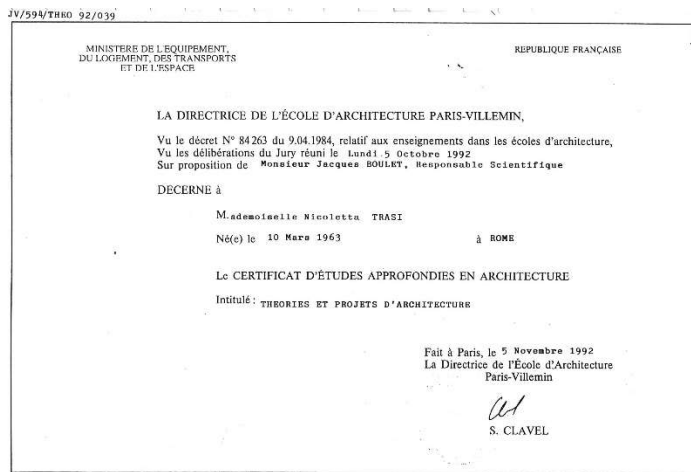 JV/594/THEO 92/039
MINISTERE DE L'EQUIPEMENT,
DU LOGEMENT, DES TRANSPORTS
ET DE L'ESPACE
REPUBLIQUE FRANÇAISE
LA DIRECTRICE DE L'ÉCOLE D'ARCHITECTURE PARIS-VILLEMIN,
Vu le décret N° 84263 du 9.04.1984, relatif aux enseignements dans les écoles d'architecture,
Vu les délibérations du Jury réuni le Lundi 5 Octobre 1992
Sur proposition de Monsieur Jacques BOULET, Responsable Scientifique
DECERNE à
M.ademoiselle Nicoletta TRASI
Né(e) le 10 Mars 1963 à ROME
Le CERTIFICAT D'ÉTUDES APPROFONDIES EN ARCHITECTURE
Intitulé : THEORIES ET PROJETS D'ARCHITECTURE
Fait à Paris, le 5 Novembre 1992
La Directrice de l'École d'Architecture
Paris-Villemin
S. CLAVEL